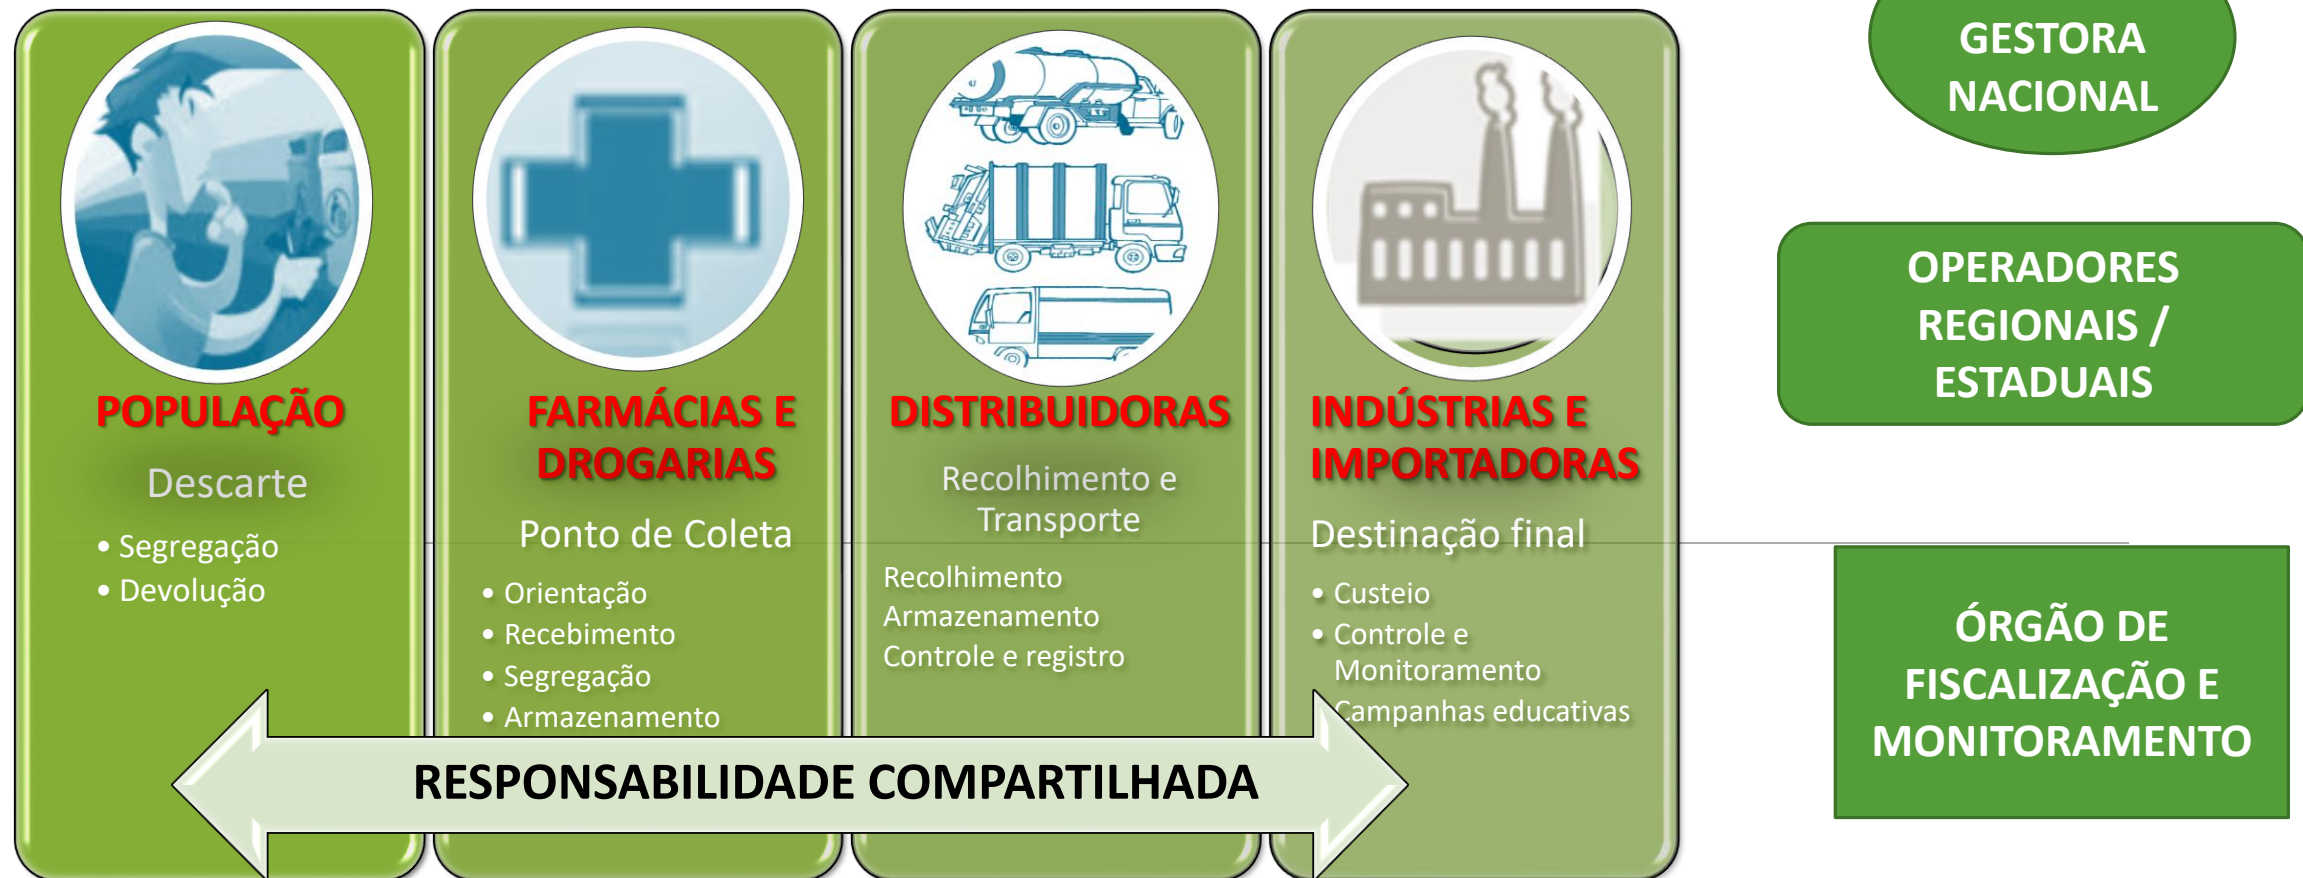 POPULAÇÃO
Descarte
• Segregação
• Devolução
FARMÁCIAS E
DROGARIAS
Ponto de Coleta
• Orientação
• Recebimento
• Segregação
• Armazenamento
DISTRIBUIDORAS
Recolhimento e
Transporte
Recolhimento
Armazenamento
Controle e registro
INDÚSTRIAS E
IMPORTADORAS
Destinação final
• Custeio
• Controle e
Monitoramento
Campanhas educativas
RESPONSABILIDADE COMPARTILHADA
GESTORA
NACIONAL
OPERADORES
REGIONAIS /
ESTADUAIS
ÓRGÃO DE
FISCALIZAÇÃO E
MONITORAMENTO